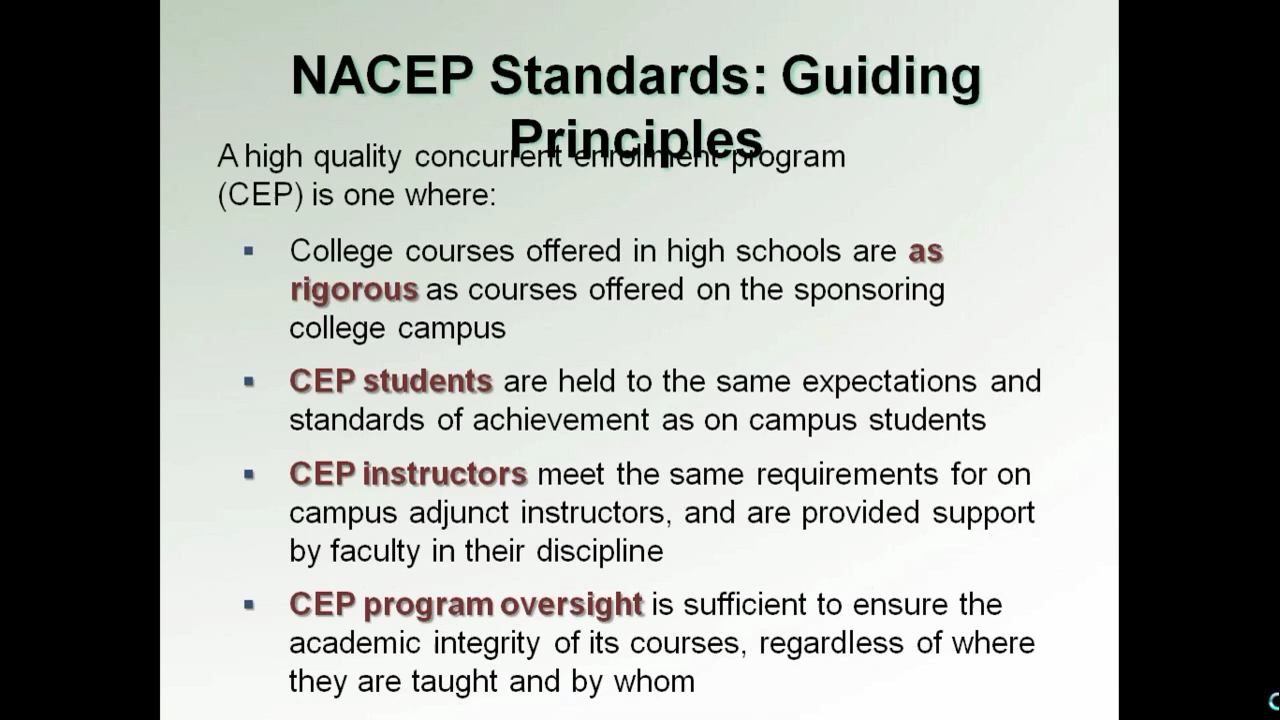 NACEP Standards: Guiding
Principles
A high quality concurrent enrollment program
(CEP) is one where:
▪ College courses offered in high schools are as
rigorous as courses offered on the sponsoring
college campus
▪ CEP students are held to the same expectations and
standards of achievement as on campus students
▪ CEP instructors meet the same requirements for on
campus adjunct instructors, and are provided support
by faculty in their discipline
▪ CEP program oversight is sufficient to ensure the
academic integrity of its courses, regardless of where
they are taught and by whom